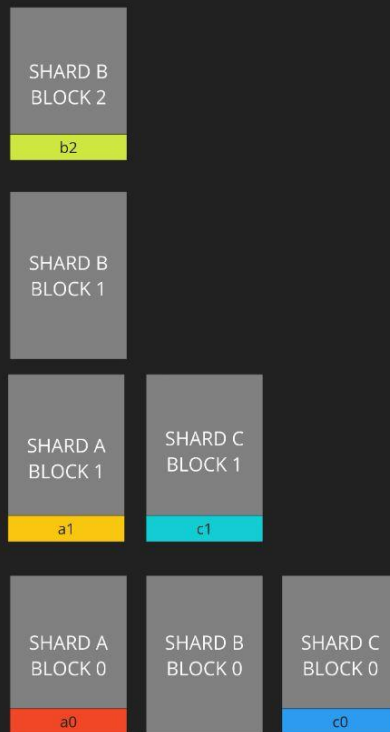 SHARD B
BLOCK 2
b2
SHARD B
BLOCK 1
SHARD A
BLOCK 1
a1
SHARD C
BLOCK 1
c1
SHARD A
BLOCK 0
a0
SHARD B
BLOCK 0
SHARD C
BLOCK 0
c0